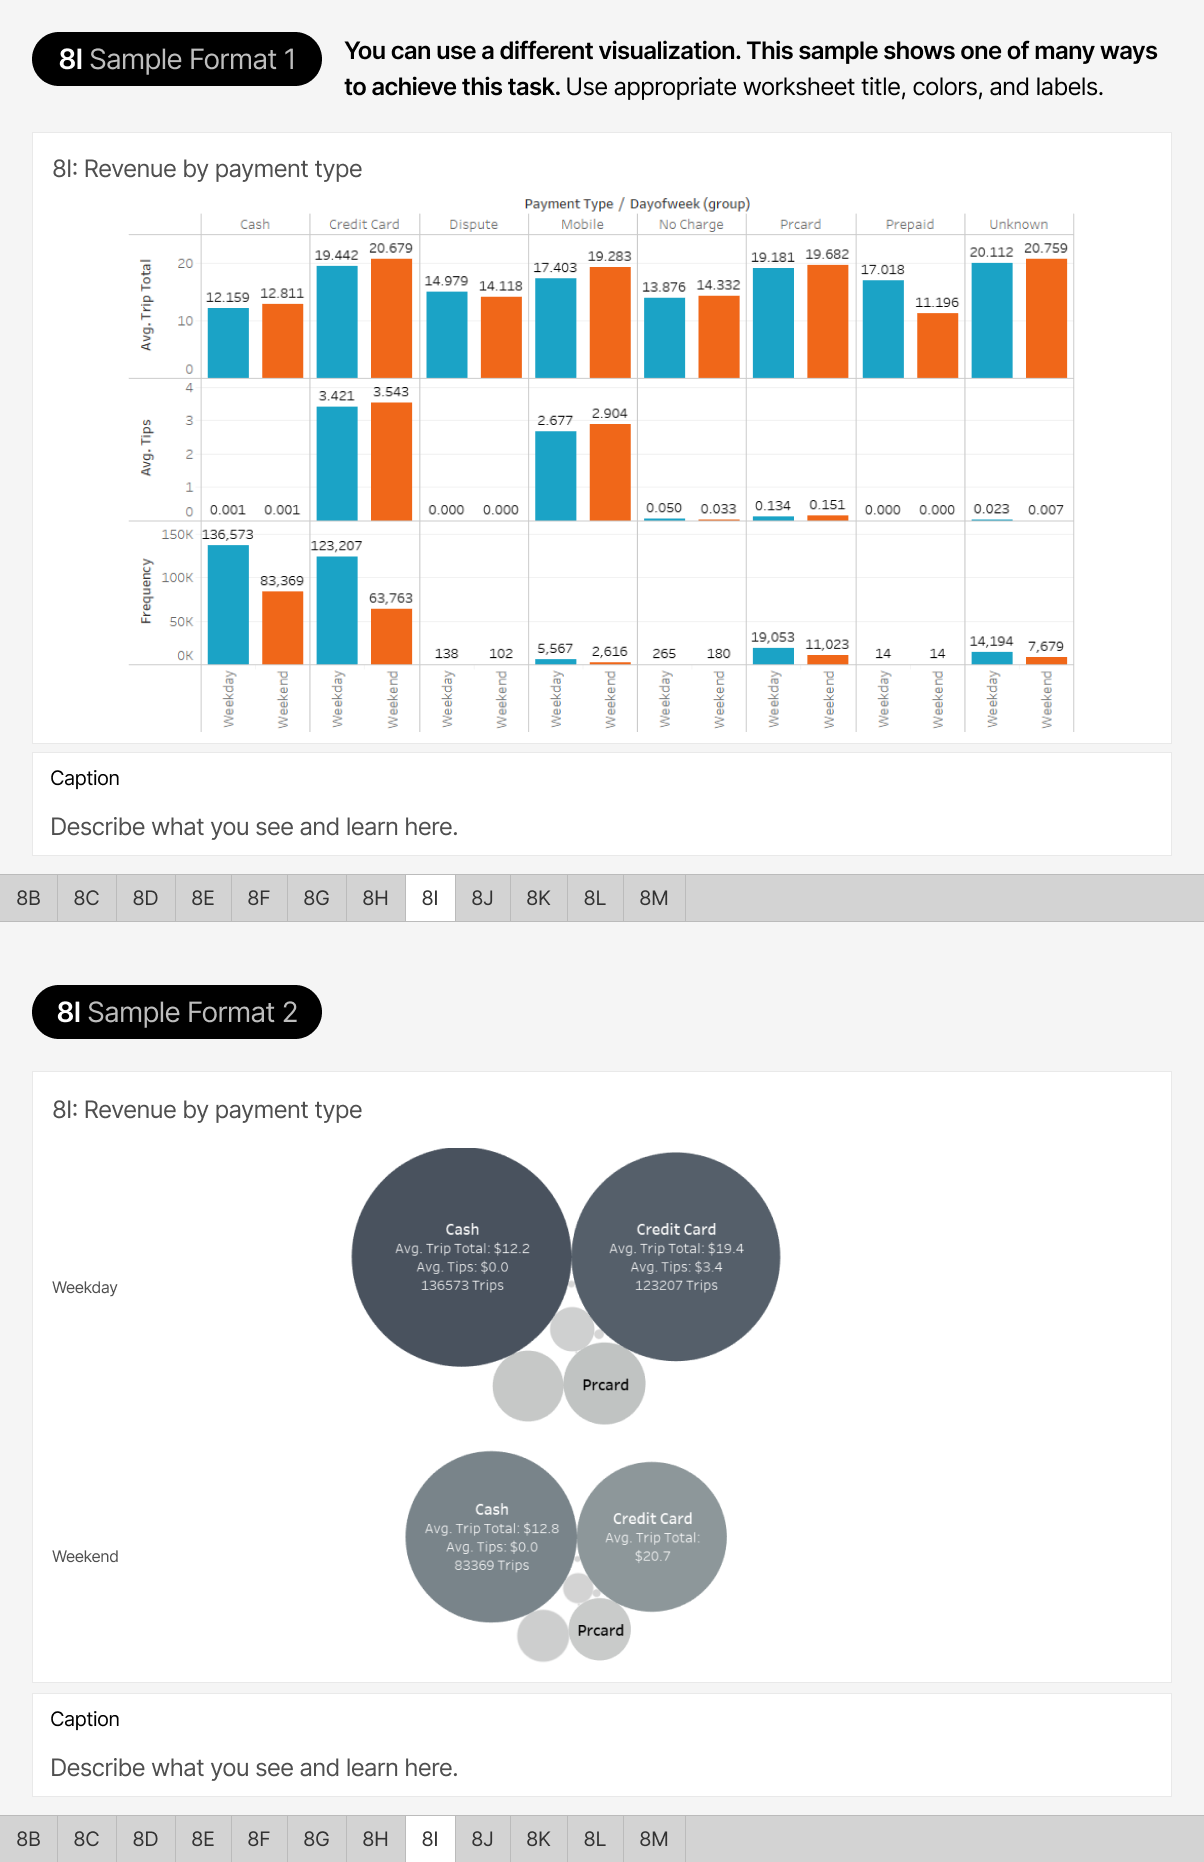 8I Sample Format 1
You can use a different visualization. This sample shows one of many ways
to achieve this task. Use appropriate worksheet title, colors, and labels.
8I: Revenue by payment type
Payment Type / Dayofweek (group)
Cash Credit Card Dispute Mobile No Charge Prcard Prepaid Unknown
Avg. Trip Total
20
10
0
12.159 12.811 19.442 20.679 14.979 14.118 17.403 19.283 13.876 14.332 19.181 19.682 17.018 11.196 20.112 20.759
Avg. Tips
4
3
2
1
0
0.001 0.001 3.421 3.543 0.000 0.000 2.677 2.904 0.050 0.033 0.134 0.151 0.000 0.000 0.023 0.007
Frequency
150K
100K
50K
0K
136,573 83,369 123,207 63,763 138 102 5,567 2,616 265 180 19,053 11,023 14 14 14,194 7,679
Weekday Weekend Weekday Weekend Weekday Weekend Weekday Weekend Weekday Weekend Weekday Weekend Weekday Weekend Weekday Weekend
Caption
Describe what you see and learn here.
8B 8C 8D 8E 8F 8G 8H 8I 8J 8K 8L 8M
8I Sample Format 2
8I: Revenue by payment type
Weekday
Cash
Avg. Trip Total: $12.2
Avg. Tips: $0.0
136573 Trips
Credit Card
Avg. Trip Total: $19.4
Avg. Tips: $3.4
123207 Trips
Prcard
Weekend
Cash
Avg. Trip Total: $12.8
Avg. Tips: $0.0
83369 Trips
Credit Card
Avg. Trip Total:
$20.7
Prcard
Caption
Describe what you see and learn here.
8B 8C 8D 8E 8F 8G 8H 8I 8J 8K 8L 8M